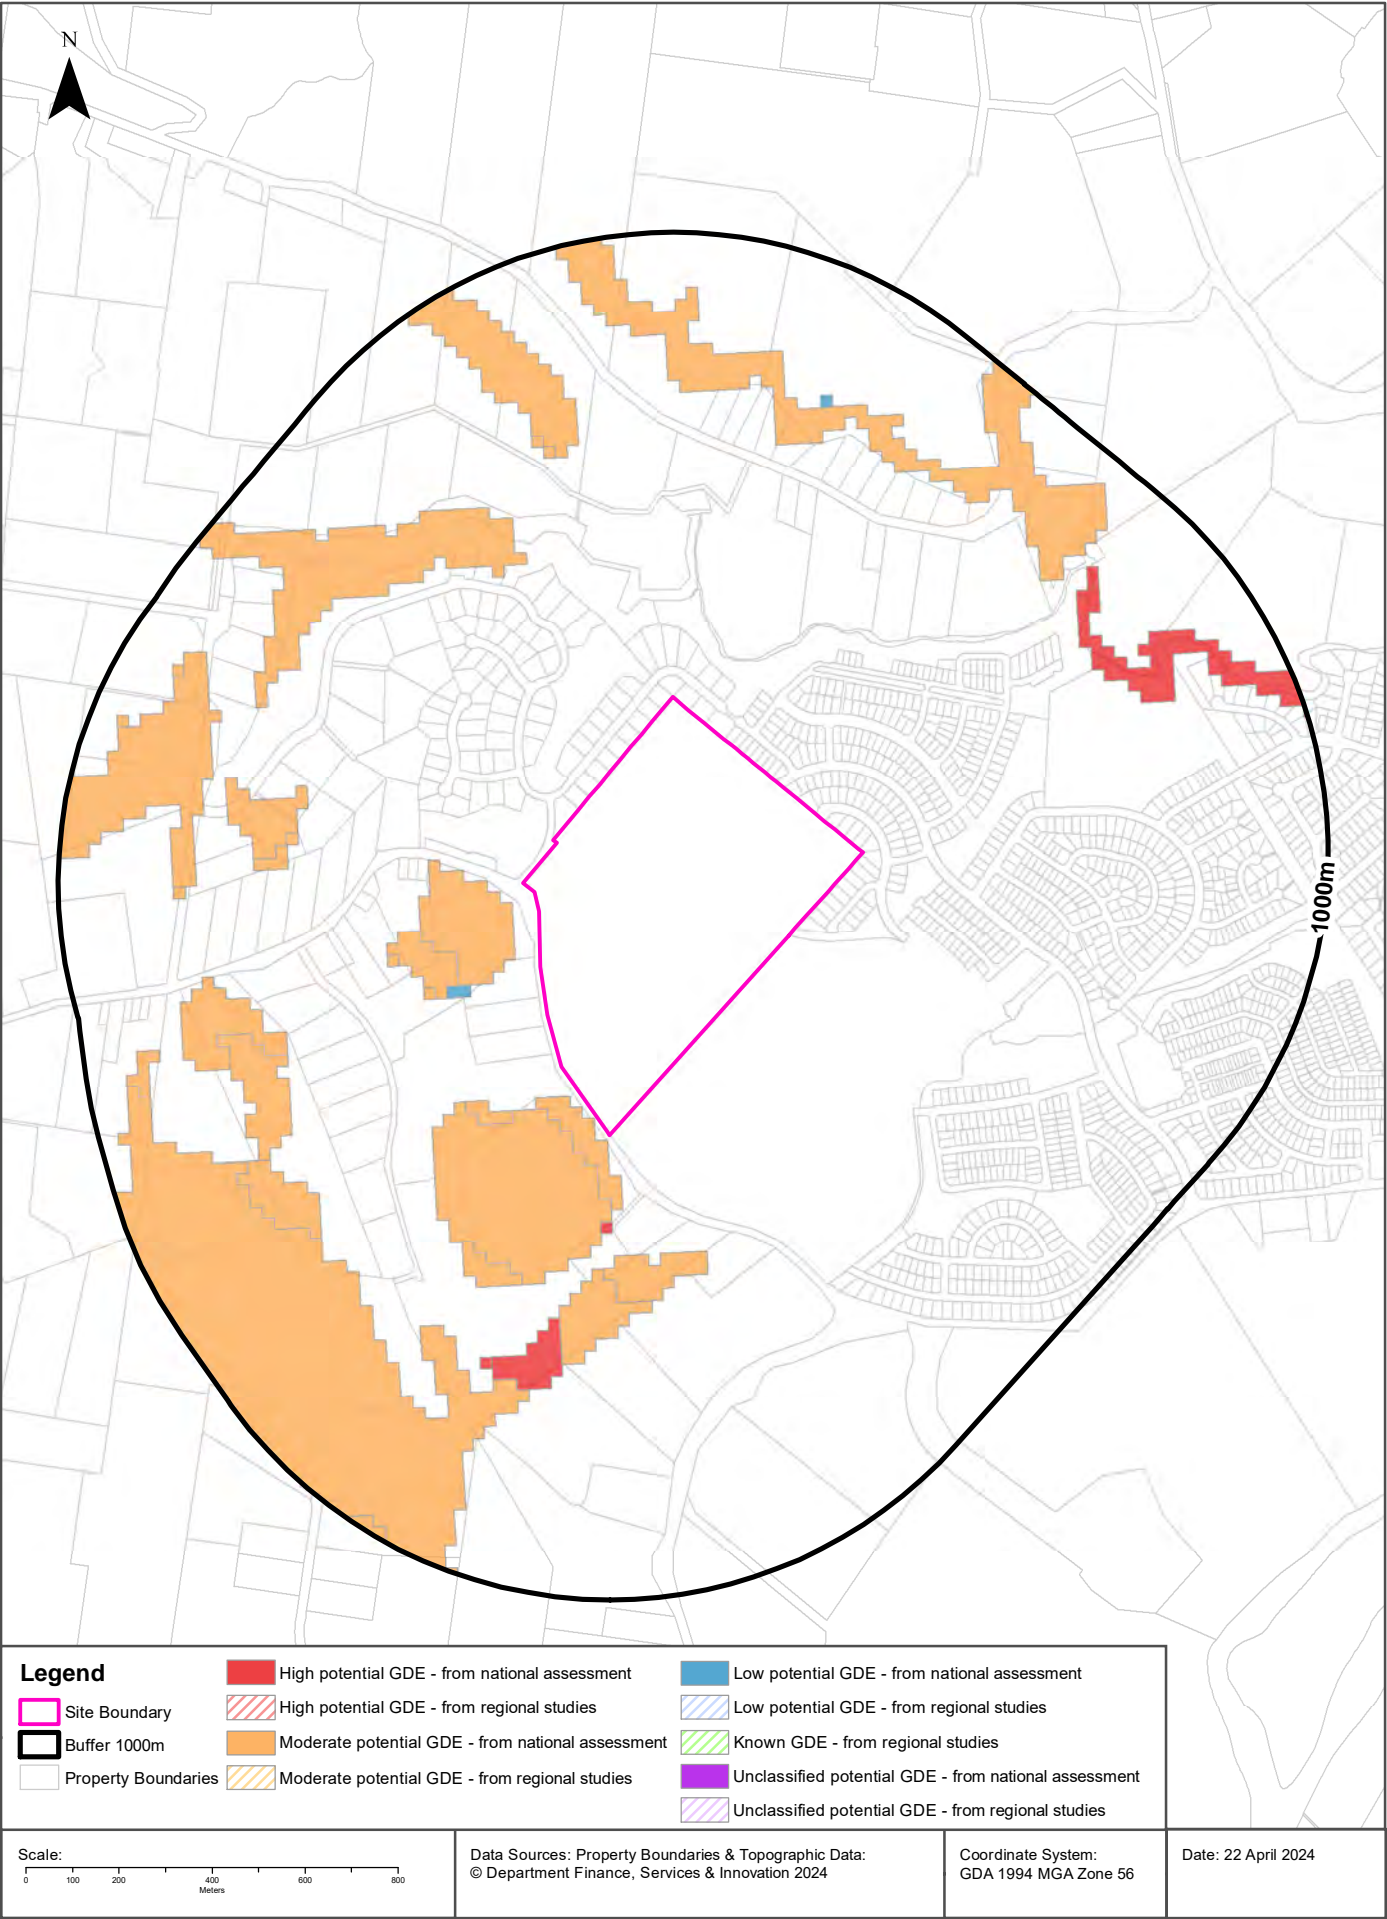 N
1000m
Legend
Site Boundary
Buffer 1000m
Property Boundaries
High potential GDE - from national assessment
High potential GDE - from regional studies
Moderate potential GDE - from national assessment
Moderate potential GDE - from regional studies
Low potential GDE - from national assessment
Low potential GDE - from regional studies
Known GDE - from regional studies
Unclassified potential GDE - from national assessment
Unclassified potential GDE - from regional studies
Scale:
0 100 200 400 600 800
Meters
Data Sources: Property Boundaries & Topographic Data:
© Department Finance, Services & Innovation 2024
Coordinate System:
GDA 1994 MGA Zone 56
Date: 22 April 2024